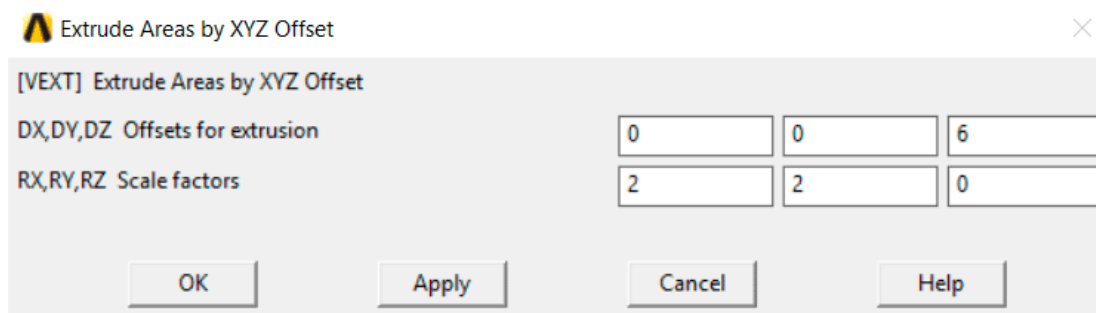 Extrude Areas by XYZ Offset
[VEXT] Extrude Areas by XYZ Offset
DX,DY,DZ Offsets for extrusion 0 0 6
RX,RY,RZ Scale factors 2 2 0
OK Apply Cancel Help